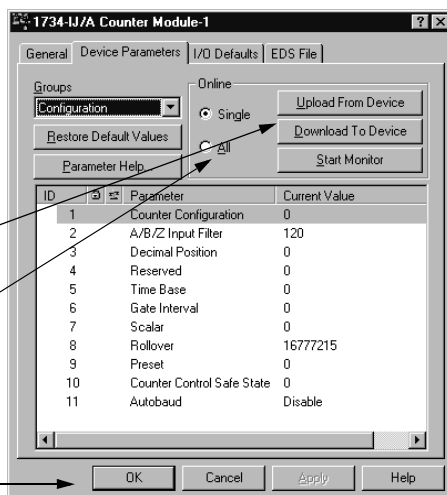 1734-IJ/A Counter Module-1
General Device Parameters I/O Defaults EDS File
Groups
Configuration
Restore Default Values
Parameter Help...
Online
Single
All
Upload From Device
Download To Device
Start Monitor
ID Parameter Current Value
1 Counter Configuration 0
2 A/B/Z Input Filter 120
3 Decimal Position 0
4 Reserved 0
5 Time Base 0
6 Gate Interval 0
7 Scalar 0
8 Rollover 16777215
9 Preset 0
10 Counter Control Safe State 0
11 Autobaud Disable
OK Cancel Apply Help